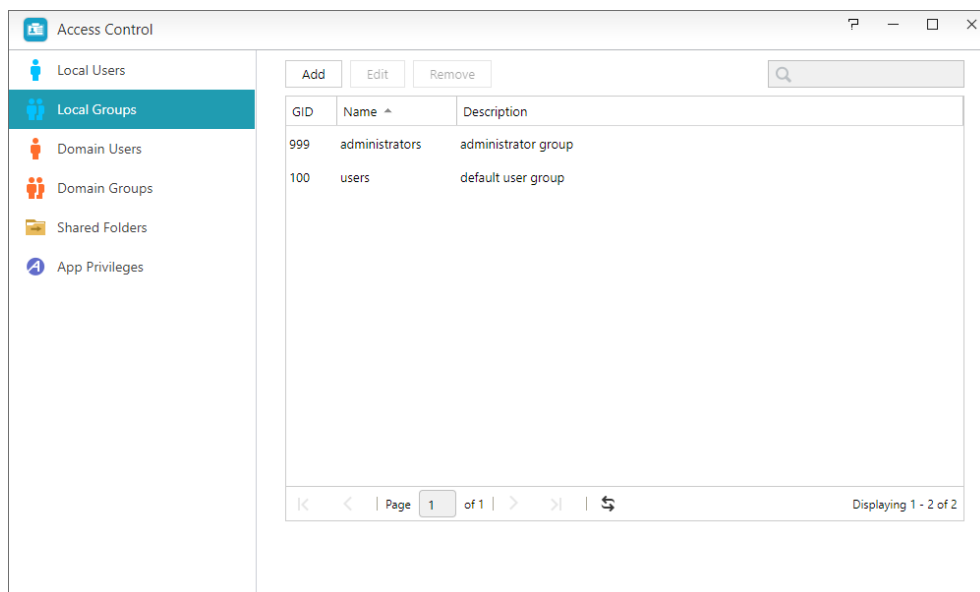 Access Control
Local Users
Local Groups
Domain Users
Domain Groups
Shared Folders
App Privileges
Add Edit Remove
GID Name Description
999 administrators administrator group
100 users default user group
Page 1 of 1 Displaying 1 - 2 of 2